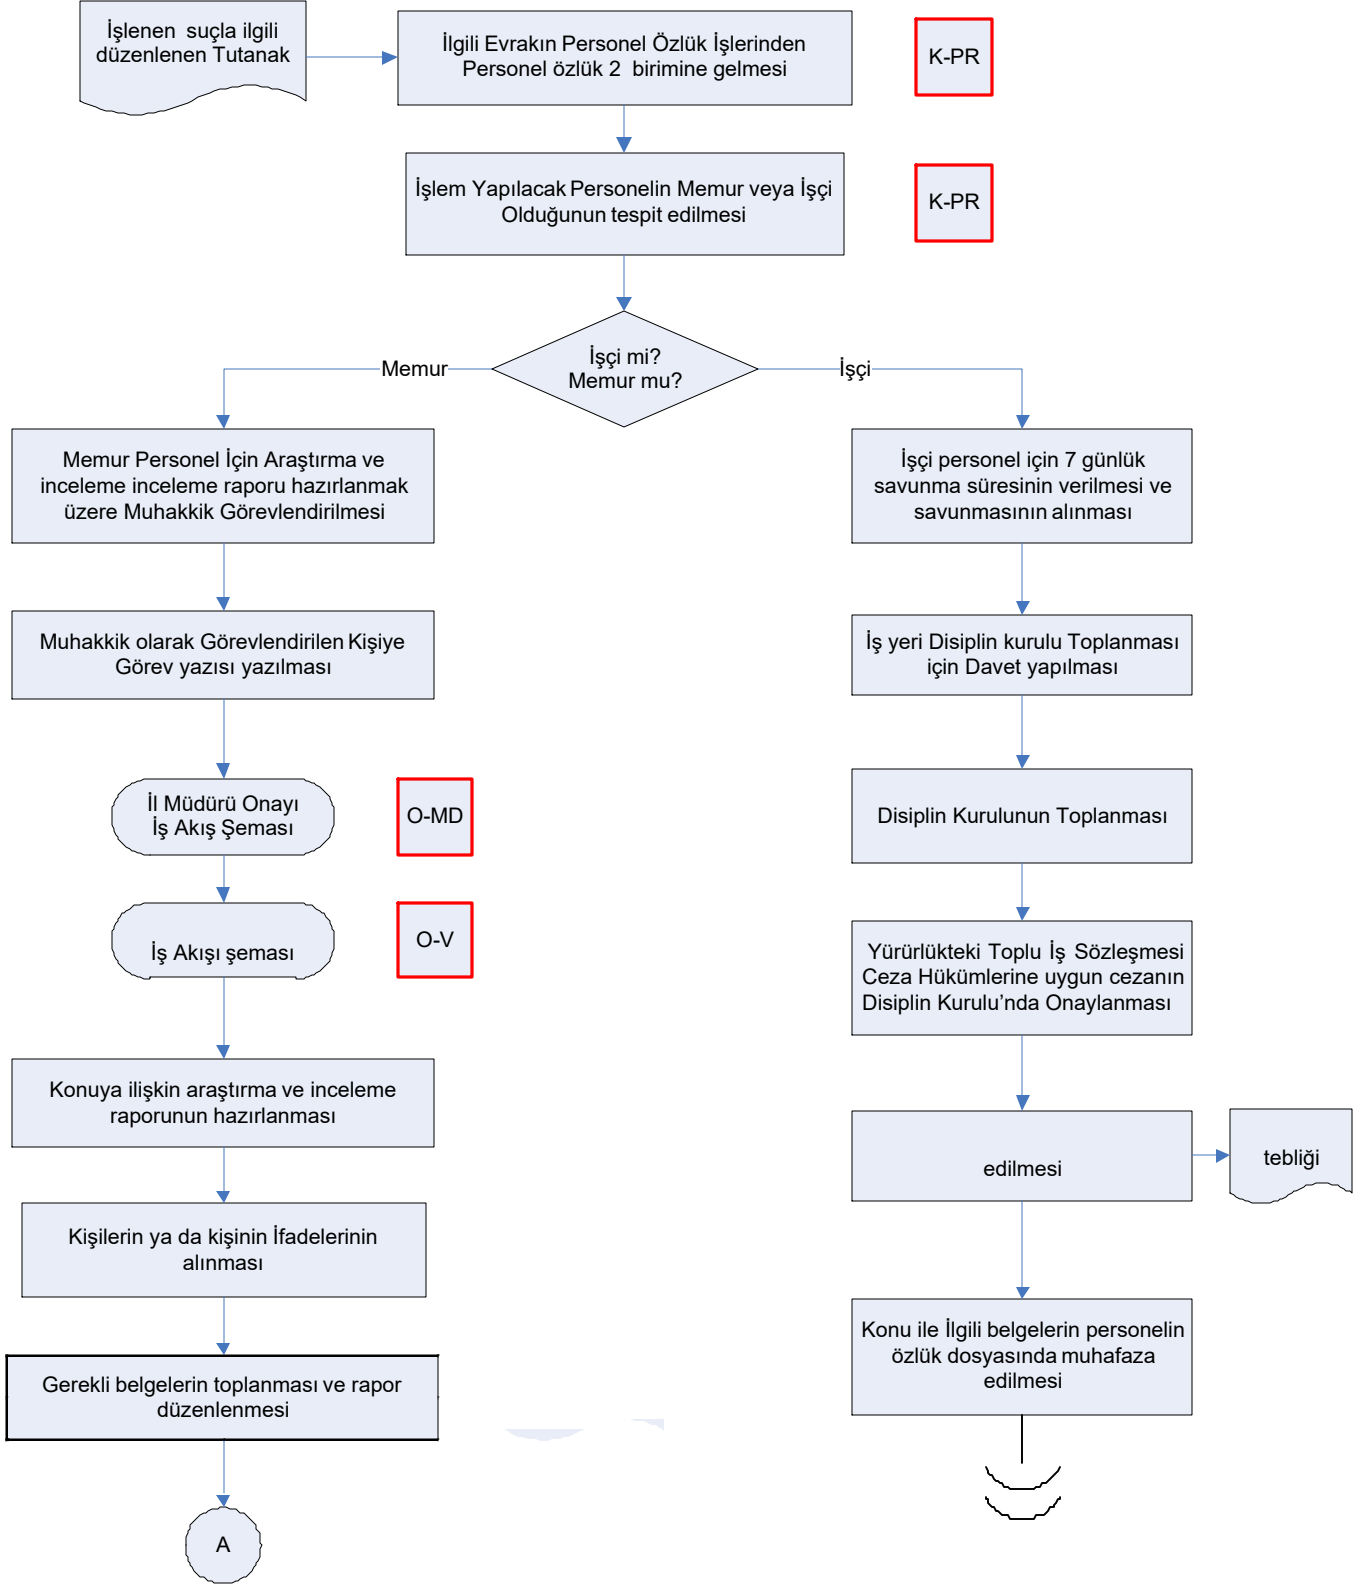 İşlenen suçla ilgili
düzenlenen Tutanak
İlgili Evrakın Personel Özlük İşlerinden
Personel özlük 2 birimine gelmesi
K-PR
İşlem Yapılacak Personelin Memur veya İşçi
Olduğunun tespit edilmesi
K-PR
İşçi mi?
Memur mu?
Memur
İşçi
Memur Personel İçin Araştırma ve
inceleme inceleme raporu hazırlanmak
üzere Muhakkik Görevlendirilmesi
Muhakkik olarak Görevlendirilen Kişiye
Görev yazısı yazılması
İl Müdürü Onayı
İş Akış Şeması
O-MD
İş Akışı şeması
O-V
Konuya ilişkin araştırma ve inceleme
raporunun hazırlanması
Kişilerin ya da kişinin İfadelerinin
alınması
Gerekli belgelerin toplanması ve rapor
düzenlenmesi
A
İşçi personel için 7 günlük
savunma süresinin verilmesi ve
savunmasının alınması
İş yeri Disiplin kurulu Toplanması
için Davet yapılması
Disiplin Kurulunun Toplanması
Yürürlükteki Toplu İş Sözleşmesi
Ceza Hükümlerine uygun cezanın
Disiplin Kurulu’nda Onaylanması
edilmesi
tebliği
Konu ile İlgili belgelerin personelin
özlük dosyasında muhafaza
edilmesi